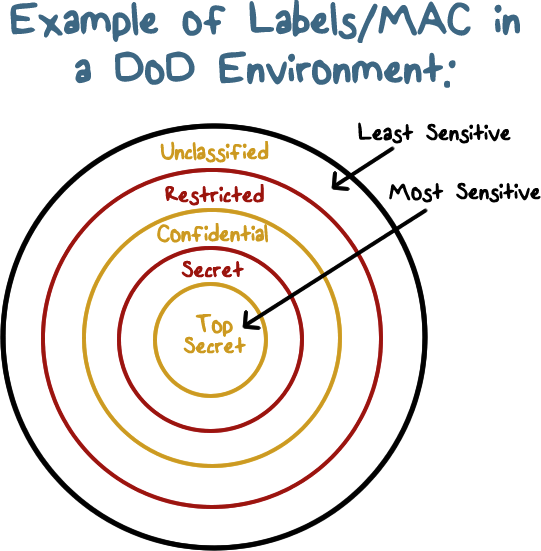 Example of Labels/MAC in
a DoD Environment:
Least Sensitive
Unclassified
Most Sensitive
Restricted
Confidential
Secret
Top
Secret